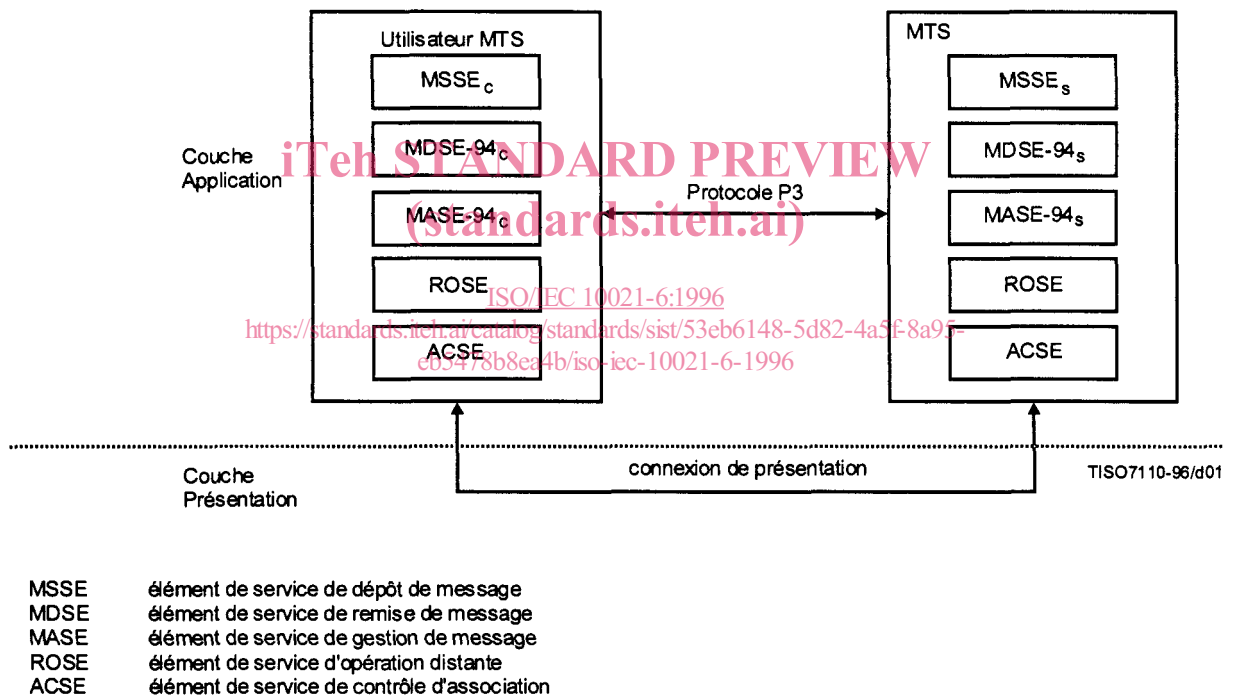 Utilisateur MTS
MTS
MSSEc
MSSEs
MDSE-94c
MDSE-94s
Couche
Application
iTeh STANDARD PREVIEW
Protocole P3
(standards.iteh.ai)
MASE-94c
MASE-94s
ROSE
ROSE
ISO/IEC 10021-6:1996
https://standards.iteh.ai/catalog/standards/sist/53eb6148-5d82-4a5f-8a95-
eb5478b8ea4b/iso-iec-10021-6-1996
ACSE
ACSE
Couche
Présentation
connexion de présentation
TISO7110-96/d01
MSSE élément de service de dépôt de message
MDSE élément de service de remise de message
MASE élément de service de gestion de message
ROSE élément de service d'opération distante
ACSE élément de service de contrôle d'association